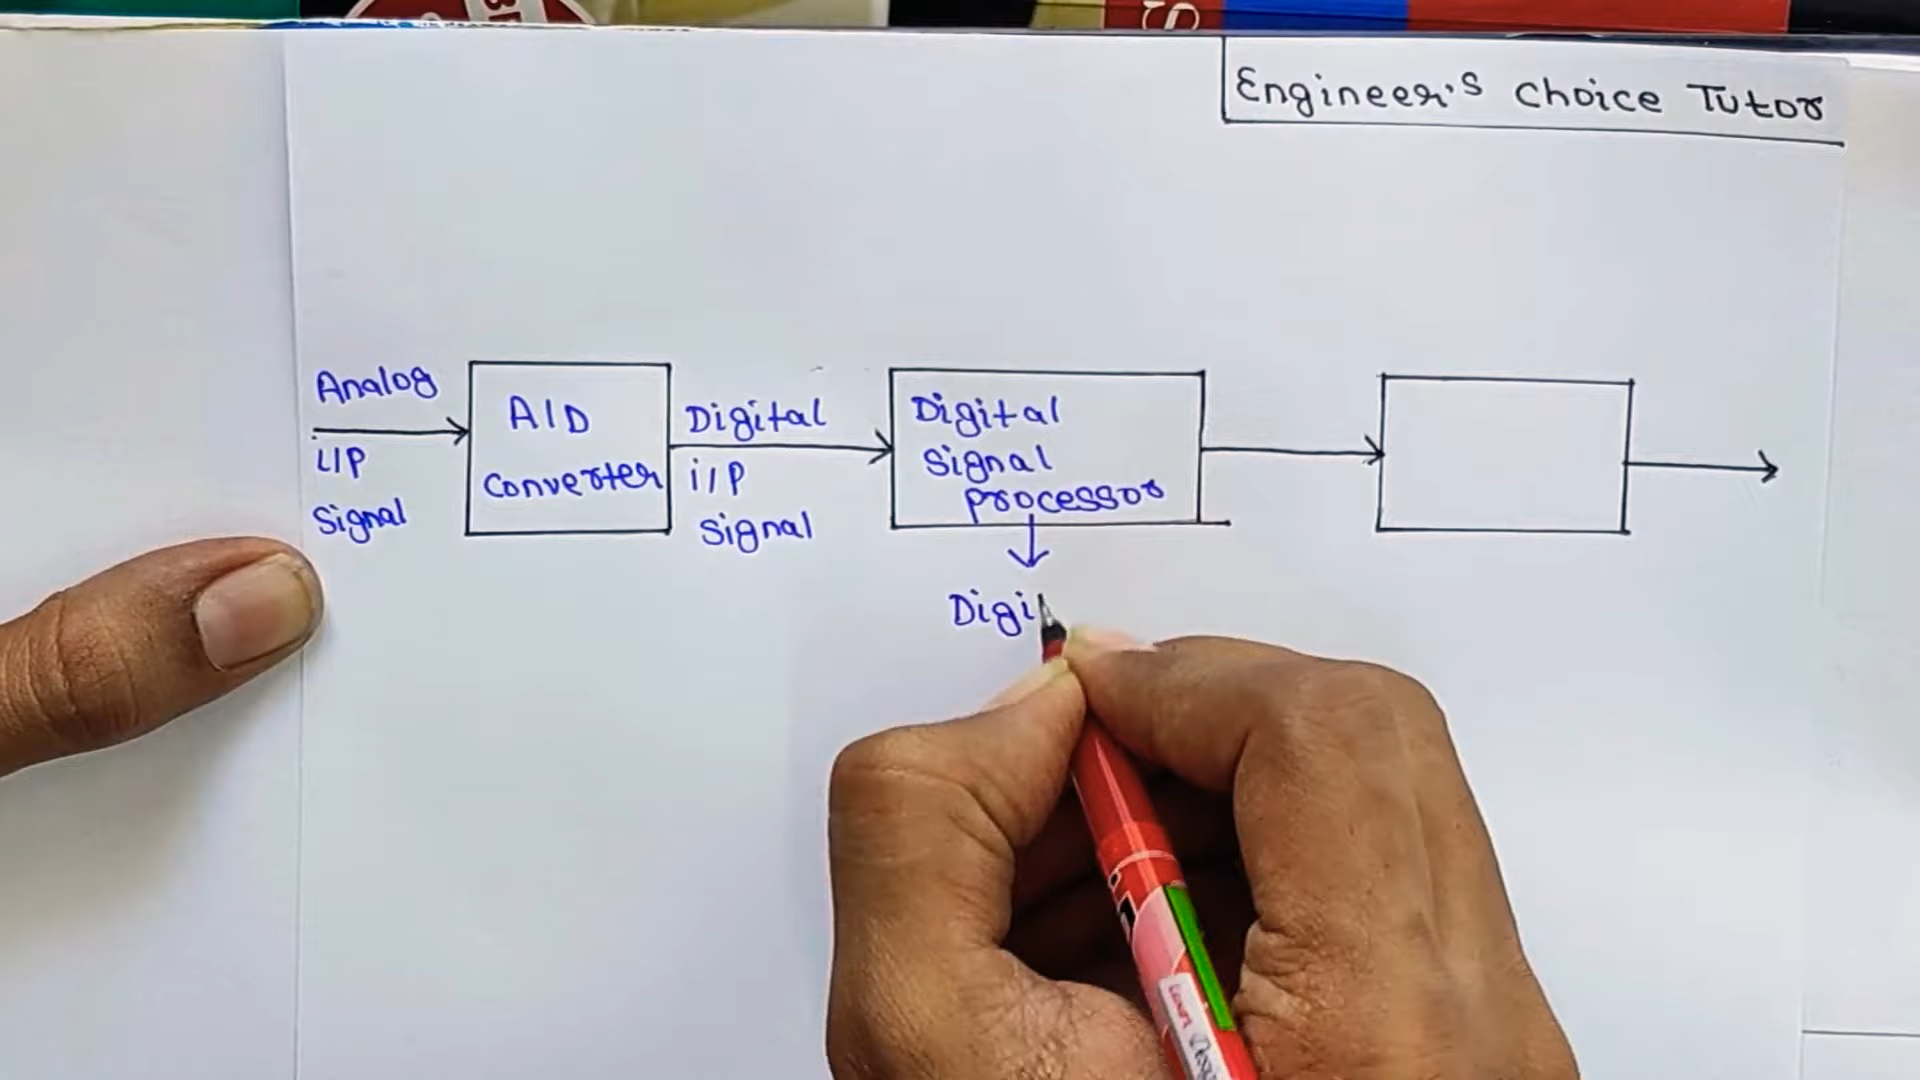 Engineer's Choice Tutor
Analog
I/P
Signal
A/D
Converter
Digital
i/P
Signal
Digital
Signal
Processor
Digi